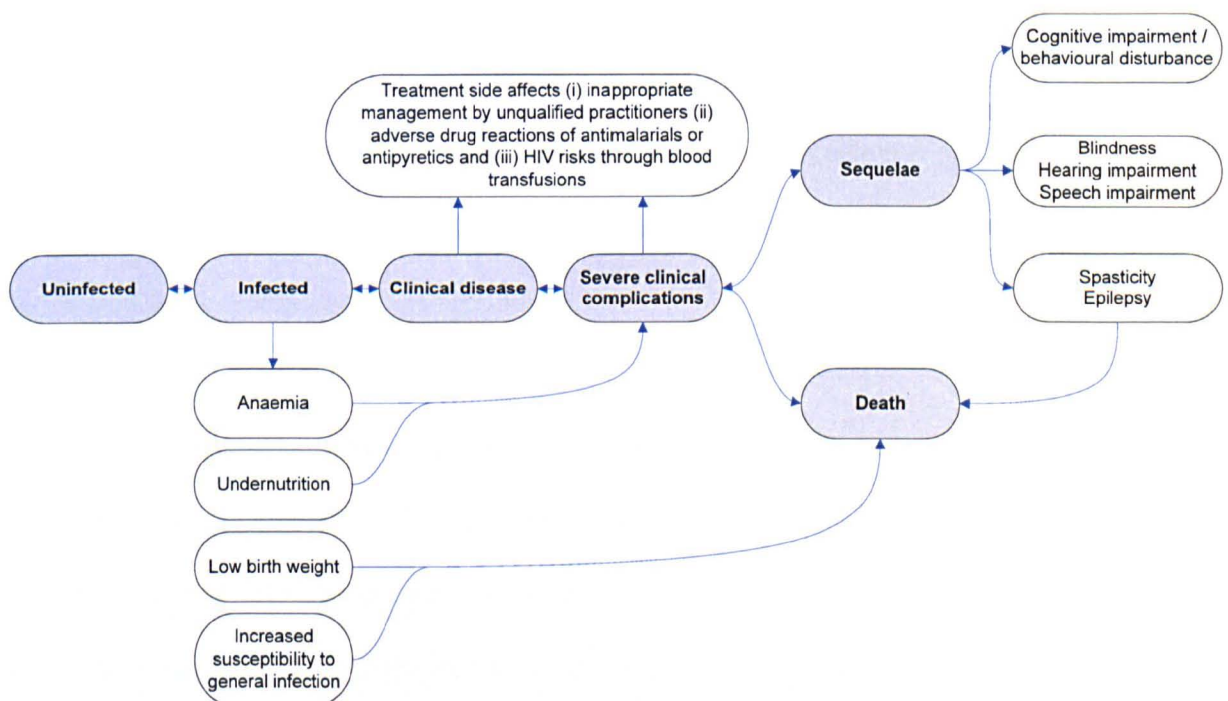 Cognitive impairment /
behavioural disturbance
Treatment side affects (i) inappropriate
management by unqualified practitioners (ii)
adverse drug reactions of antimalarials or
antipyretics and (iii) HIV risks through blood
transfusions
Sequelae
Blindness
Hearing impairment
Speech impairment
Uninfected
Infected
Clinical disease
Severe clinical
complications
Spasticity
Epilepsy
Anaemia
Death
Undernutrition
Low birth weight
Increased
susceptibility to
general infection